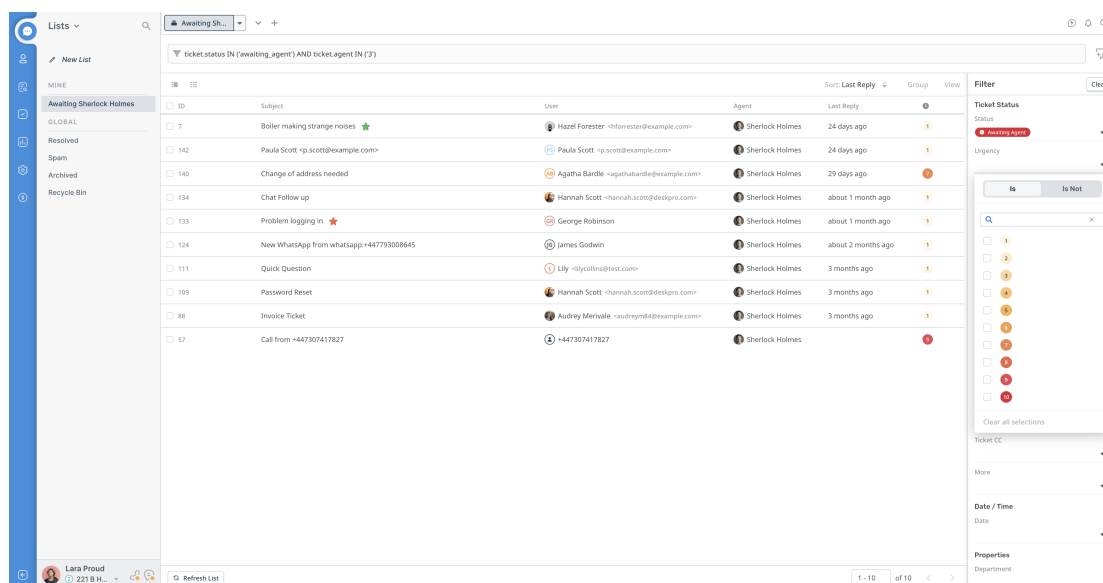 Lists
Awaiting Sh...
ticket.status IN ('awaiting_agent') AND ticket.agent IN ('3')
New List
MINE
Awaiting Sherlock Holmes
GLOBAL
Resolved
Spam
Archived
Recycle Bin
Sort: Last Reply
Group
View
ID Subject User Agent Last Reply
7 Boiler making strange noises Hazel Forester <hforrester@example.com> Sherlock Holmes 24 days ago 1
142 Paula Scott <p.scott@example.com> PS Paula Scott <p.scott@example.com> Sherlock Holmes 24 days ago 1
140 Change of address needed AB Agatha Bardle <agathabardle@example.com> Sherlock Holmes 29 days ago 7
134 Chat Follow up Hannah Scott <hannah.scott@deskpro.com> Sherlock Holmes about 1 month ago 1
133 Problem logging in GR George Robinson Sherlock Holmes about 1 month ago 1
124 New WhatsApp from whatsapp:+447793008645 JG James Godwin Sherlock Holmes about 2 months ago 1
111 Quick Question L Lily <lilycollins@test.com> Sherlock Holmes 3 months ago 1
109 Password Reset Hannah Scott <hannah.scott@deskpro.com> Sherlock Holmes 3 months ago 1
88 Invoice Ticket Audrey Merivale <audreym84@example.com> Sherlock Holmes 3 months ago 1
57 Call from +447307417827 +447307417827 Sherlock Holmes 9
Filter
Clea
Ticket Status
Status
Awaiting Agent
Urgency
Is
Is Not
1
2
3
4
5
6
7
8
9
10
Clear all selections
Ticket CC
More
Date / Time
Date
Properties
Department
Lara Proud
221 B H...
Refresh List
1 - 10 of 10